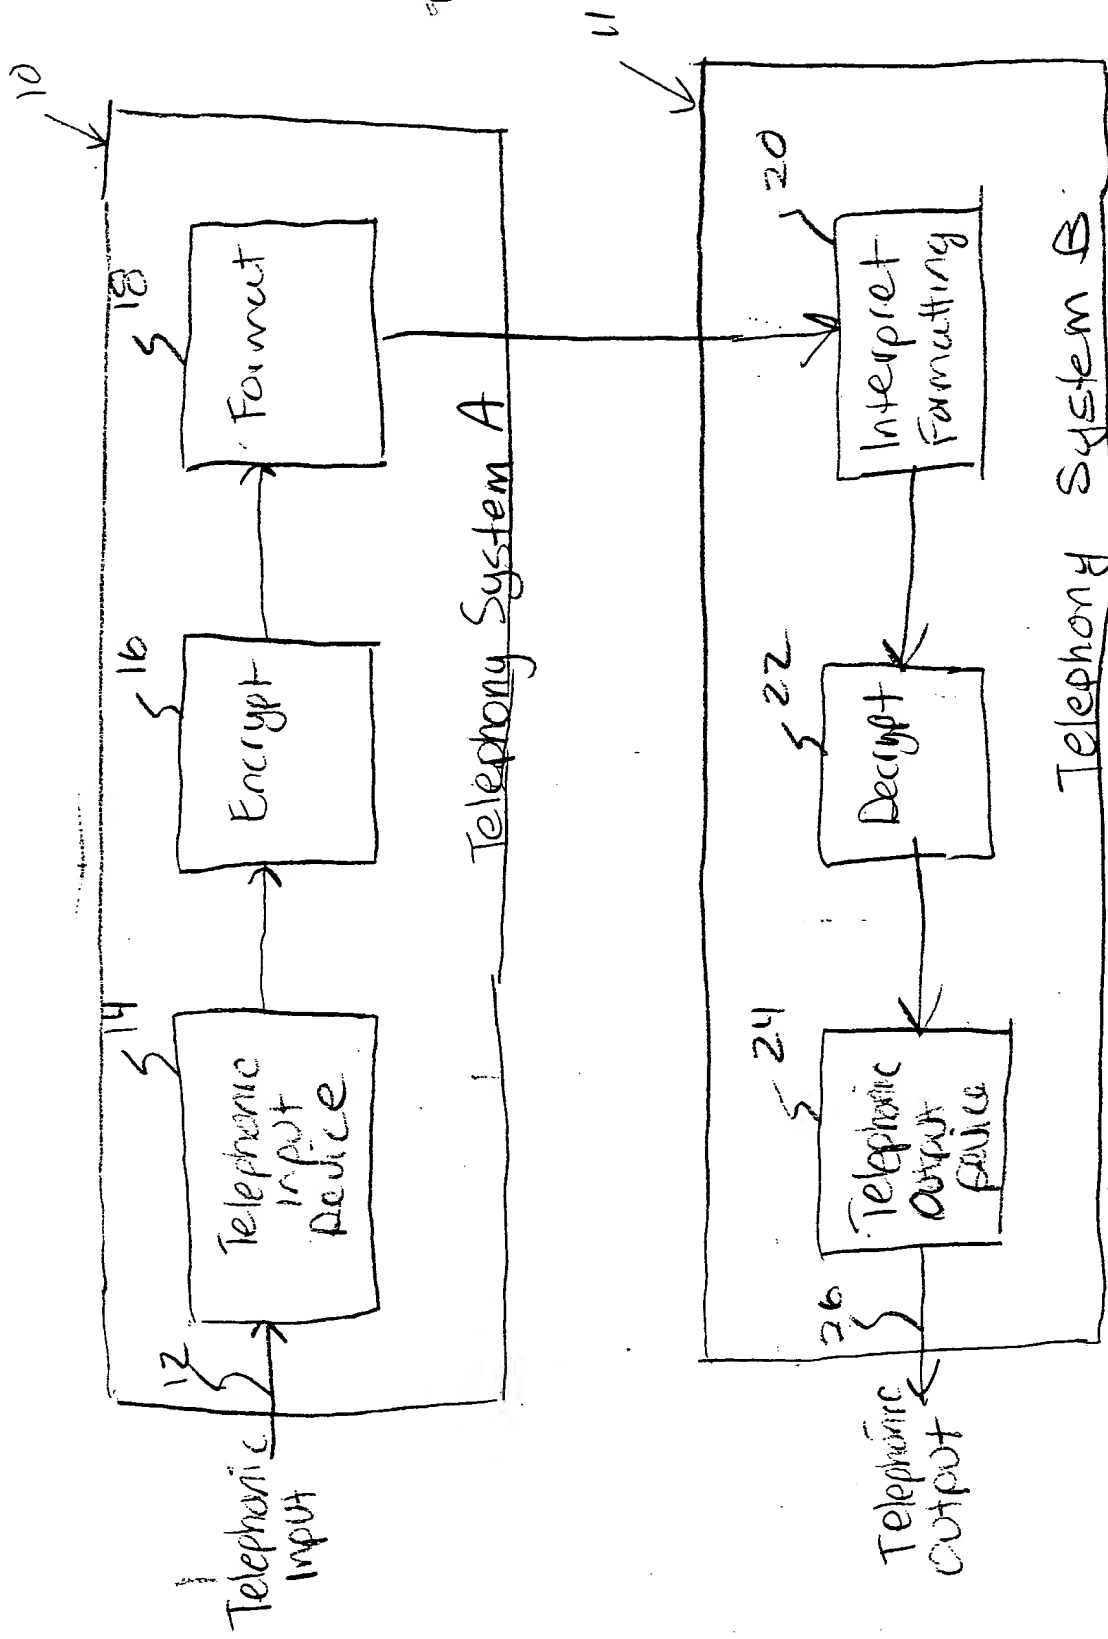 10
18
Format
16
Encrypt
14
Telephonic
Input
Device
12
Telephonic
Input
Telephony System A
11
20
Interpret
Formatting
22
Decrypt
24
Telephonic
Output
Device
26
Telephonic
Output
Telephony System B